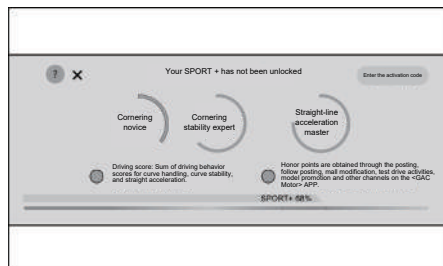 ?
Your SPORT + has not been unlocked
Enter the activation code
Cornering
novice
Cornering
stability expert
Straight-line
acceleration
master
Driving score: Sum of driving behavior
scores for curve handling, curve stability,
and straight acceleration.
Honor points are obtained through the posting,
follow posting, mall modification, test drive activities,
model promotion and other channels on the <GAC
Motor> APP.
SPORT+ 68%